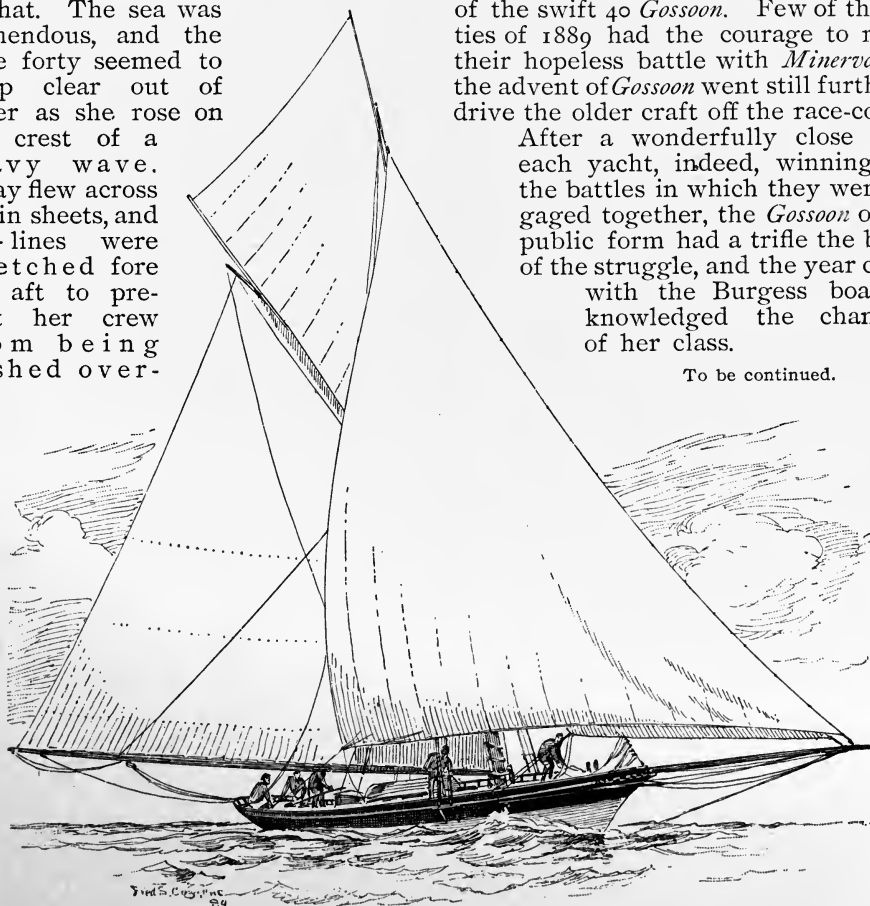 hat. The sea was
mendous, and the
e forty seemed to
p clear out of
er as she rose on
crest of a
avy wave.
ay flew across
in sheets, and
-lines were
etched fore
aft to pre-
t her crew
om being
shed over-
of the swift 40 Gossoon. Few of th
ties of 1889 had the courage to r
their hopeless battle with Minerva
the advent of Gossoon went still furth
drive the older craft off the race-co
After a wonderfully close
each yacht, indeed, winning
the battles in which they wer
gaged together, the Gossoon o
public form had a trifle the b
of the struggle, and the year c
with the Burgess boa
knowledged the cham
of her class.
To be continued.
Fred S. Cozzens